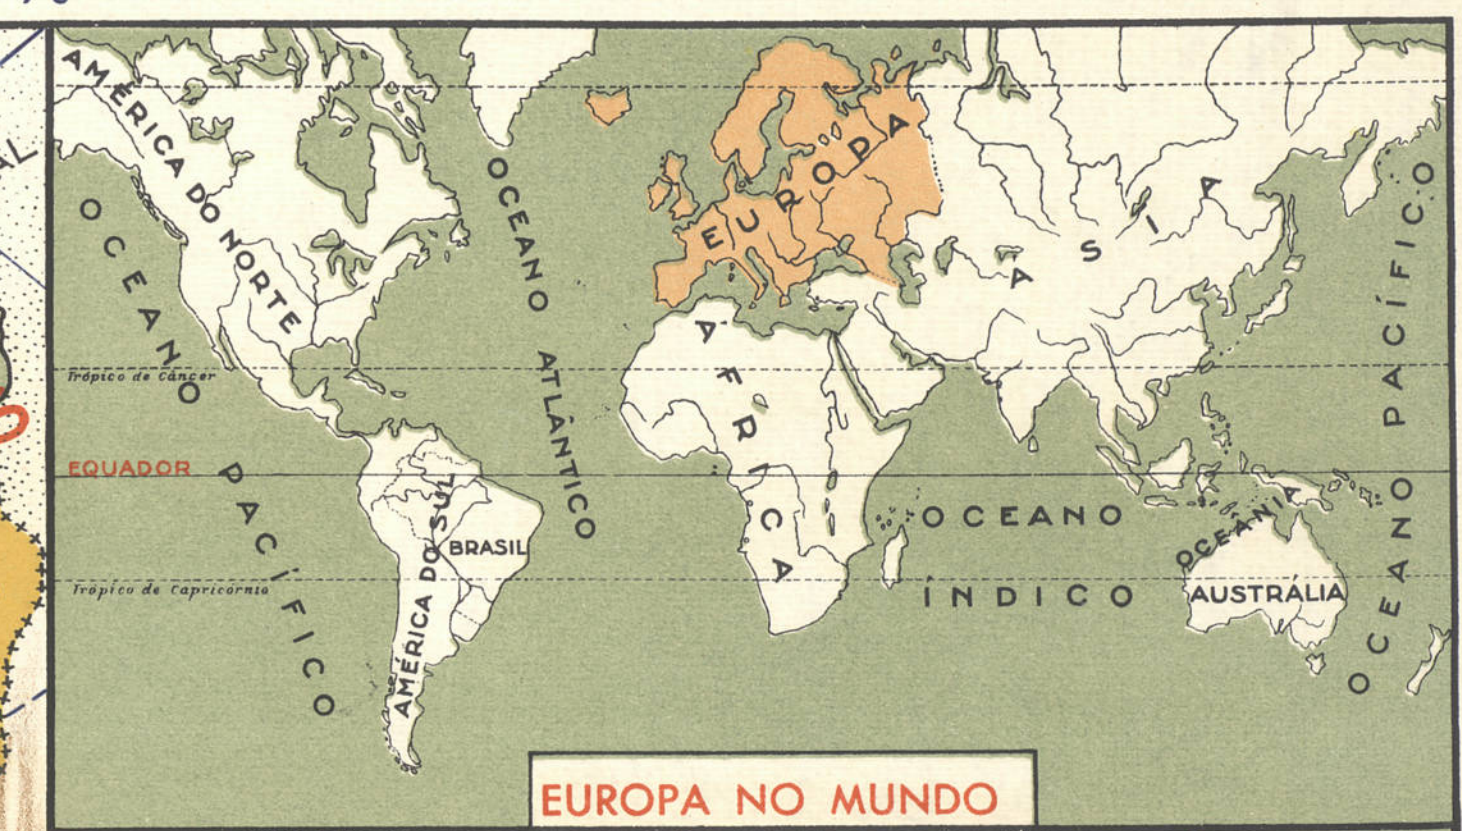 AL
AMÉRICA DO NORTE
OCEANO PACÍFICO
OCEANO ATLÂNTICO
EUROPA
ÁSIA
OCEANO PACÍFICO
ÁFRICA
Trópico de Câncer
EQUADOR
AMÉRICA DO SUL
BRASIL
OCEANO
ÍNDICO
OCEÂNIA
AUSTRÁLIA
Trópico de Capricórnio
EUROPA NO MUNDO